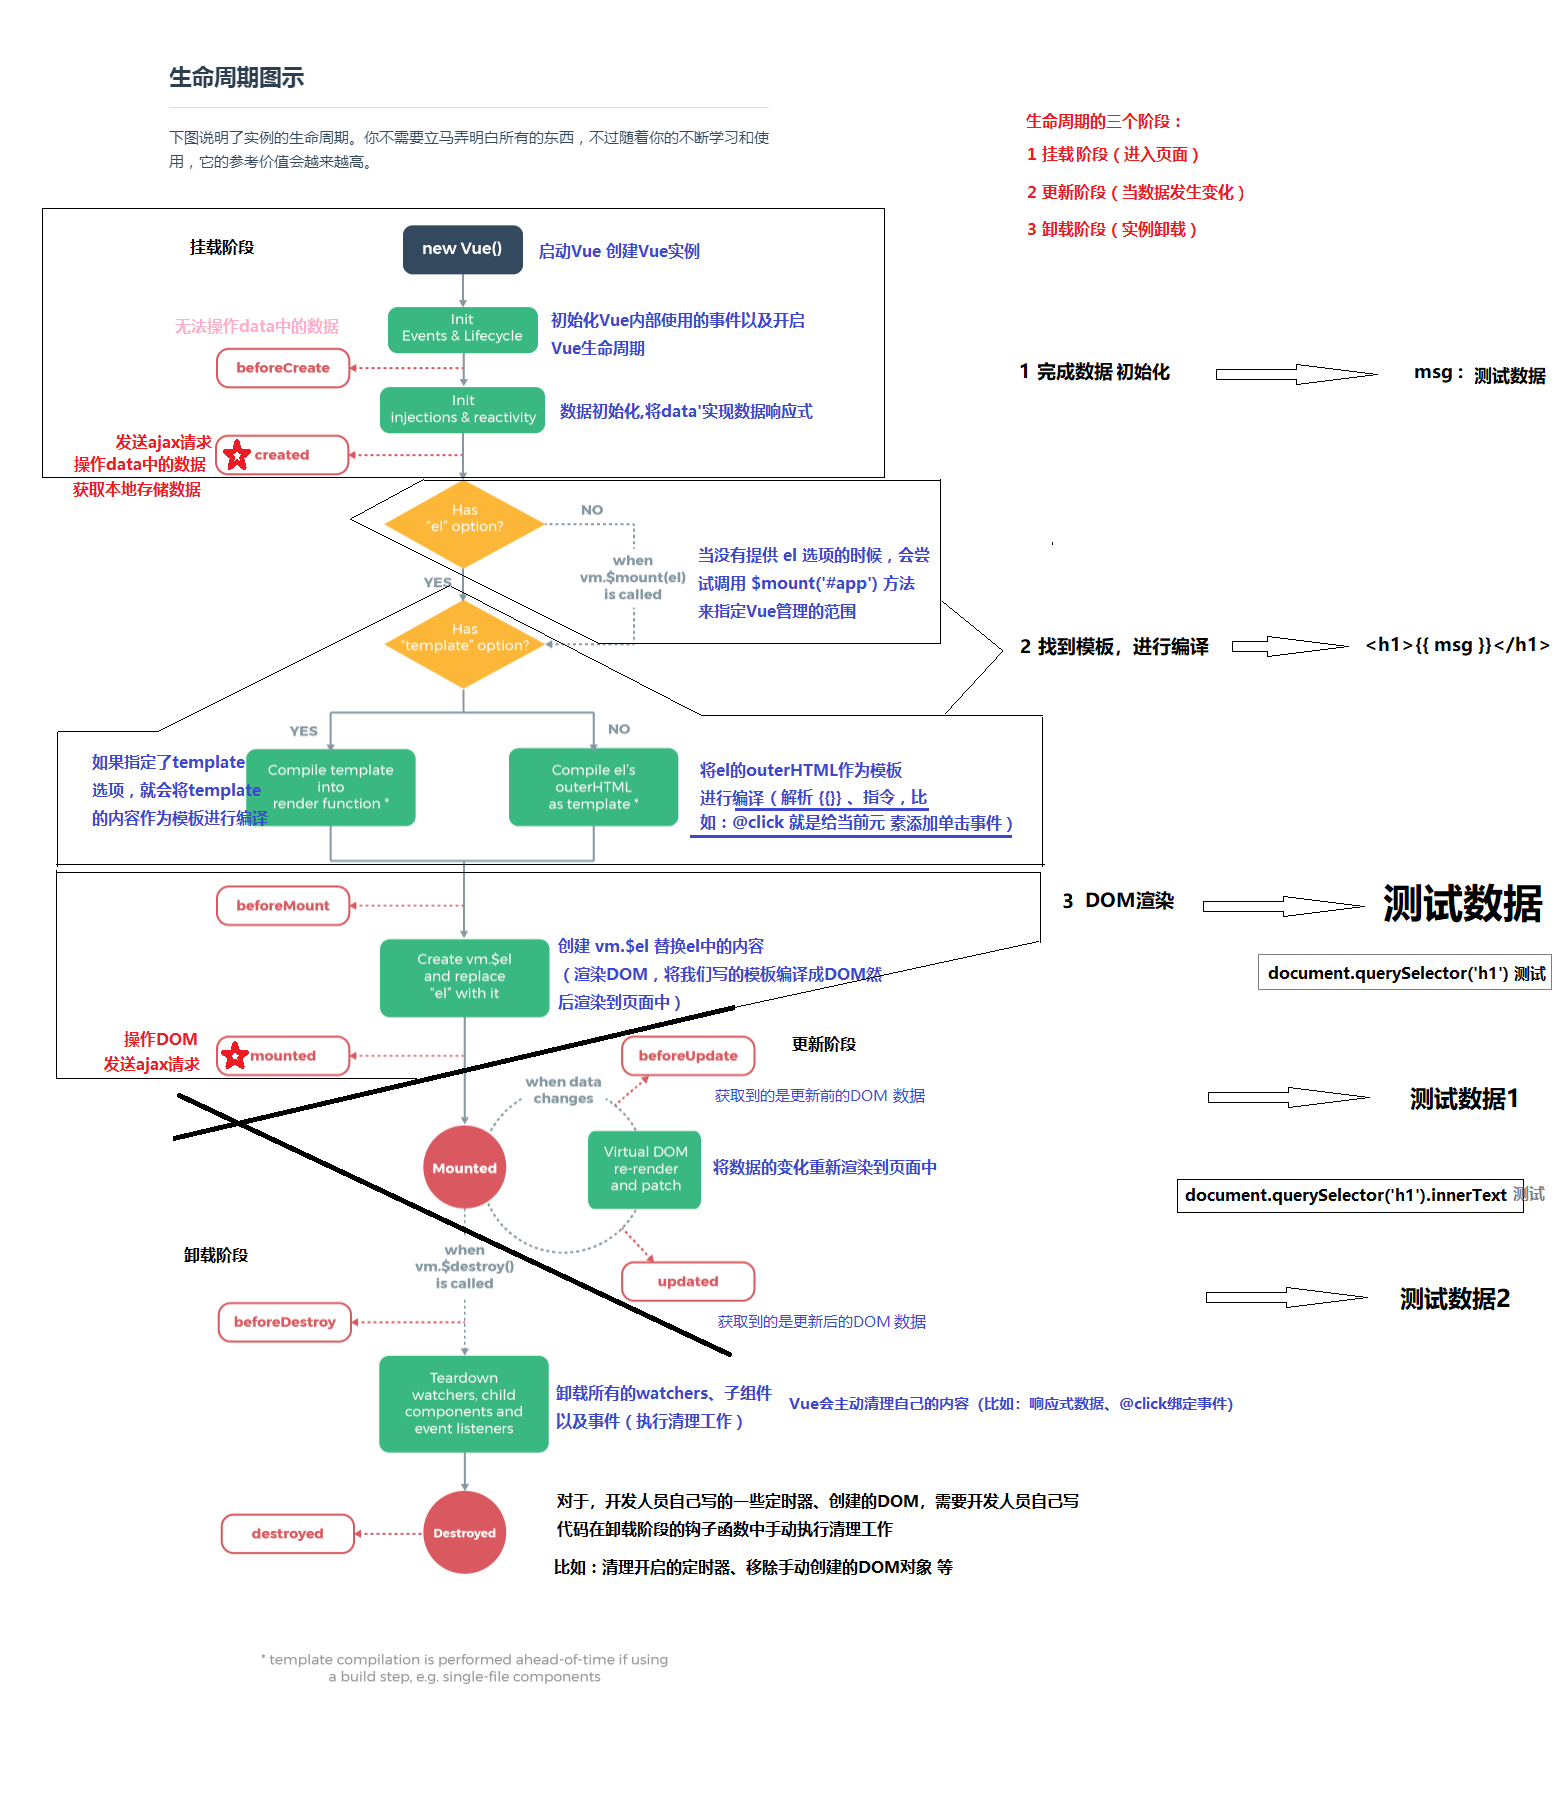 生命周期图示
下图说明了实例的生命周期。你不需要立马弄明白所有的东西，不过随着你的不断学习和使
用，它的参考价值会越来越高。
生命周期的三个阶段：
1 挂载阶段（进入页面）
2 更新阶段（当数据发生变化）
3 卸载阶段（实例卸载）
挂载阶段
new Vue()
启动Vue 创建Vue实例
无法操作data中的数据
Init
Events & Lifecycle
初始化Vue内部使用的事件以及开启
Vue生命周期
beforeCreate
1 完成数据 初始化
msg： 测试数据
Init
injections & reactivity
数据初始化,将data'实现数据响应式
发送ajax请求
操作data中的数据
获取本地存储数据
created
Has
“el” option?
NO
when
vm.$mount(el)
is called
当没有提供 el 选项的时候，会尝
试调用 $mount('#app') 方法
来指定Vue管理的范围
YES
Has
“template” option?
2 找到模板，进行编译
<h1>{{ msg }}</h1>
YES
NO
如果指定了template
选项，就会将template
的内容作为模板进行编译
Compile template
into
render function *
Compile el's
outerHTML
as template *
将el的outerHTML作为模板
进行编译（解析 {{}} 、指令，比
如：@click 就是给当前元 素添加单击事件）
beforeMount
3 DOM渲染
测试数据
Create vm.$el
and replace
“el” with it
创建 vm.$el 替换el中的内容
（渲染DOM，将我们写的模板编译成DOM然
后渲染到页面中）
document.querySelector('h1') 测试
操作DOM
发送ajax请求
mounted
beforeUpdate
更新阶段
when data
changes
获取到的是更新前的DOM 数据
测试数据1
Mounted
Virtual DOM
re-render
and patch
将数据的变化重新渲染到页面中
document.querySelector('h1').innerText 测试
卸载阶段
when
vm.$destroy()
is called
updated
获取到的是更新后的DOM 数据
测试数据2
beforeDestroy
Teardown
watchers, child
components and
event listeners
卸载所有的watchers、子组件
以及事件（执行清理工作）
Vue会主动清理自己的内容（比如：响应式数据、@click绑定事件）
destroyed
Destroyed
对于，开发人员自己写的一些定时器、创建的DOM，需要开发人员自己写
代码在卸载阶段的钩子函数中手动执行清理工作
比如：清理开启的定时器、移除手动创建的DOM对象 等
* template compilation is performed ahead-of-time if using
a build step, e.g. single-file components